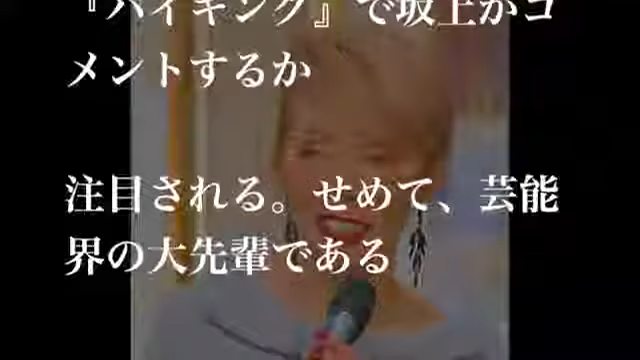 『バイキング』で坂上がコ
メントするか
注目される。せめて、芸能
界の大先輩である